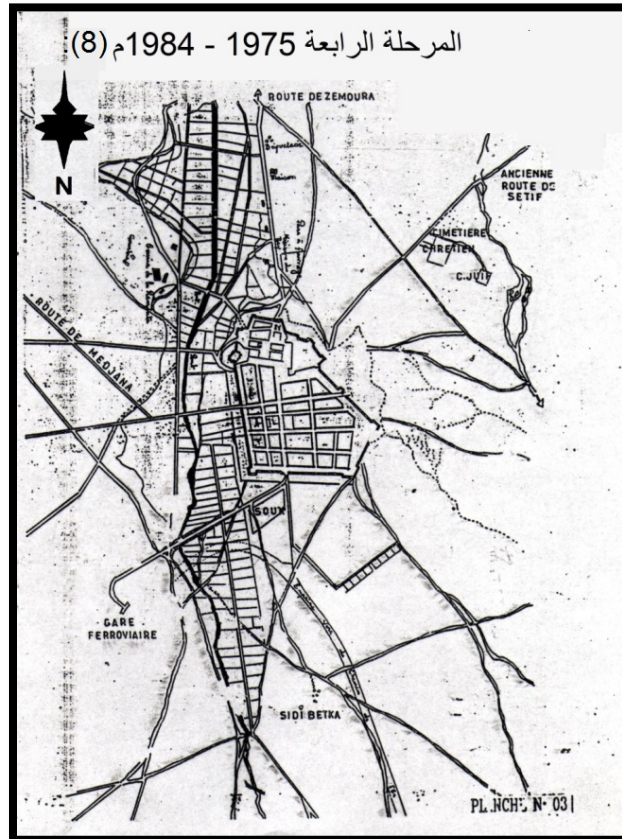 المرحلة الرابعة 1975 - 1984م (8)
ROUTE DE ZEMOURA
ANCIENNE
ROUTE DE
SETIF
CIMETIERE
CHRETIEN
C. JUIF
N
ROUTE DE MEDJANA
SOUK
GARE
FERROVIAIRE
SIDI BETKA
PLANCHE N° 03